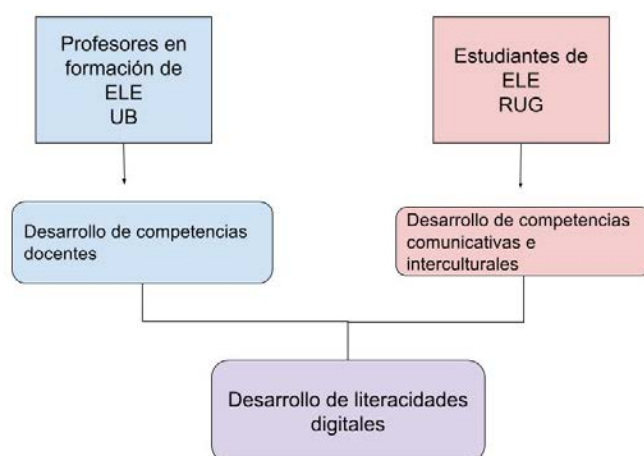 Profesores en
formación de
ELE
UB
Estudiantes de
ELE
RUG
Desarrollo de competencias
docentes
Desarrollo de competencias
comunicativas e
interculturales
Desarrollo de literacidades
digitales